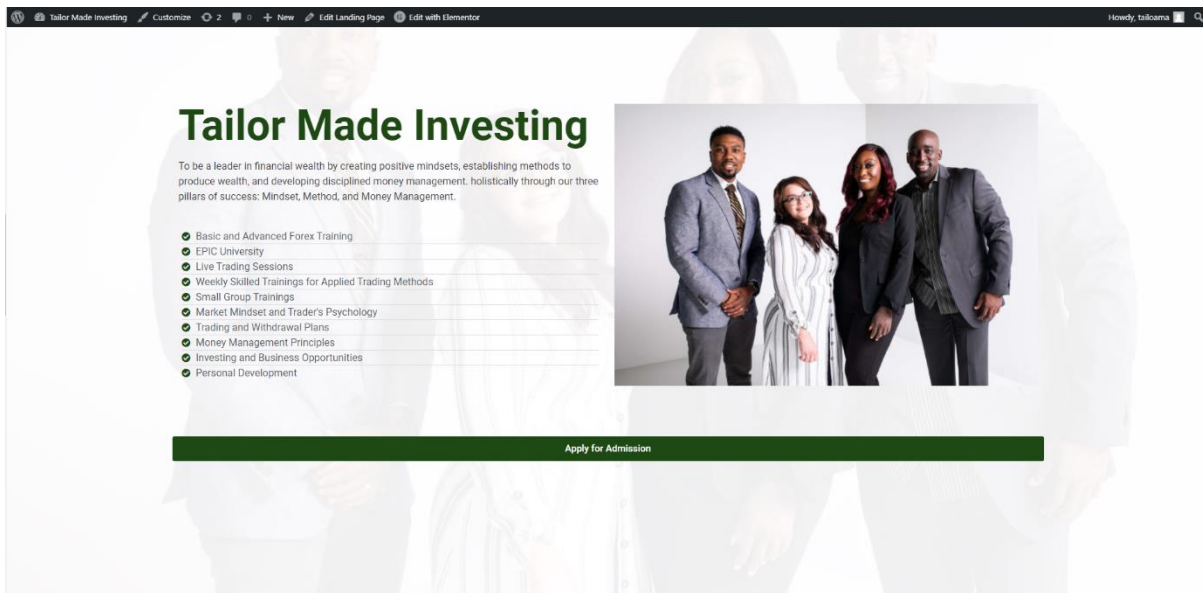 Tailor Made Investing Customize 2 0 New Edit Landing Page Edit with Elementor Howdy, tailoama
Tailor Made Investing
To be a leader in financial wealth by creating positive mindsets, establishing methods to
produce wealth, and developing disciplined money management. holistically through our three
pillars of success: Mindset, Method, and Money Management.
Basic and Advanced Forex Training
EPIC University
Live Trading Sessions
Weekly Skilled Trainings for Applied Trading Methods
Small Group Trainings
Market Mindset and Trader's Psychology
Trading and Withdrawal Plans
Money Management Principles
Investing and Business Opportunities
Personal Development
Apply for Admission